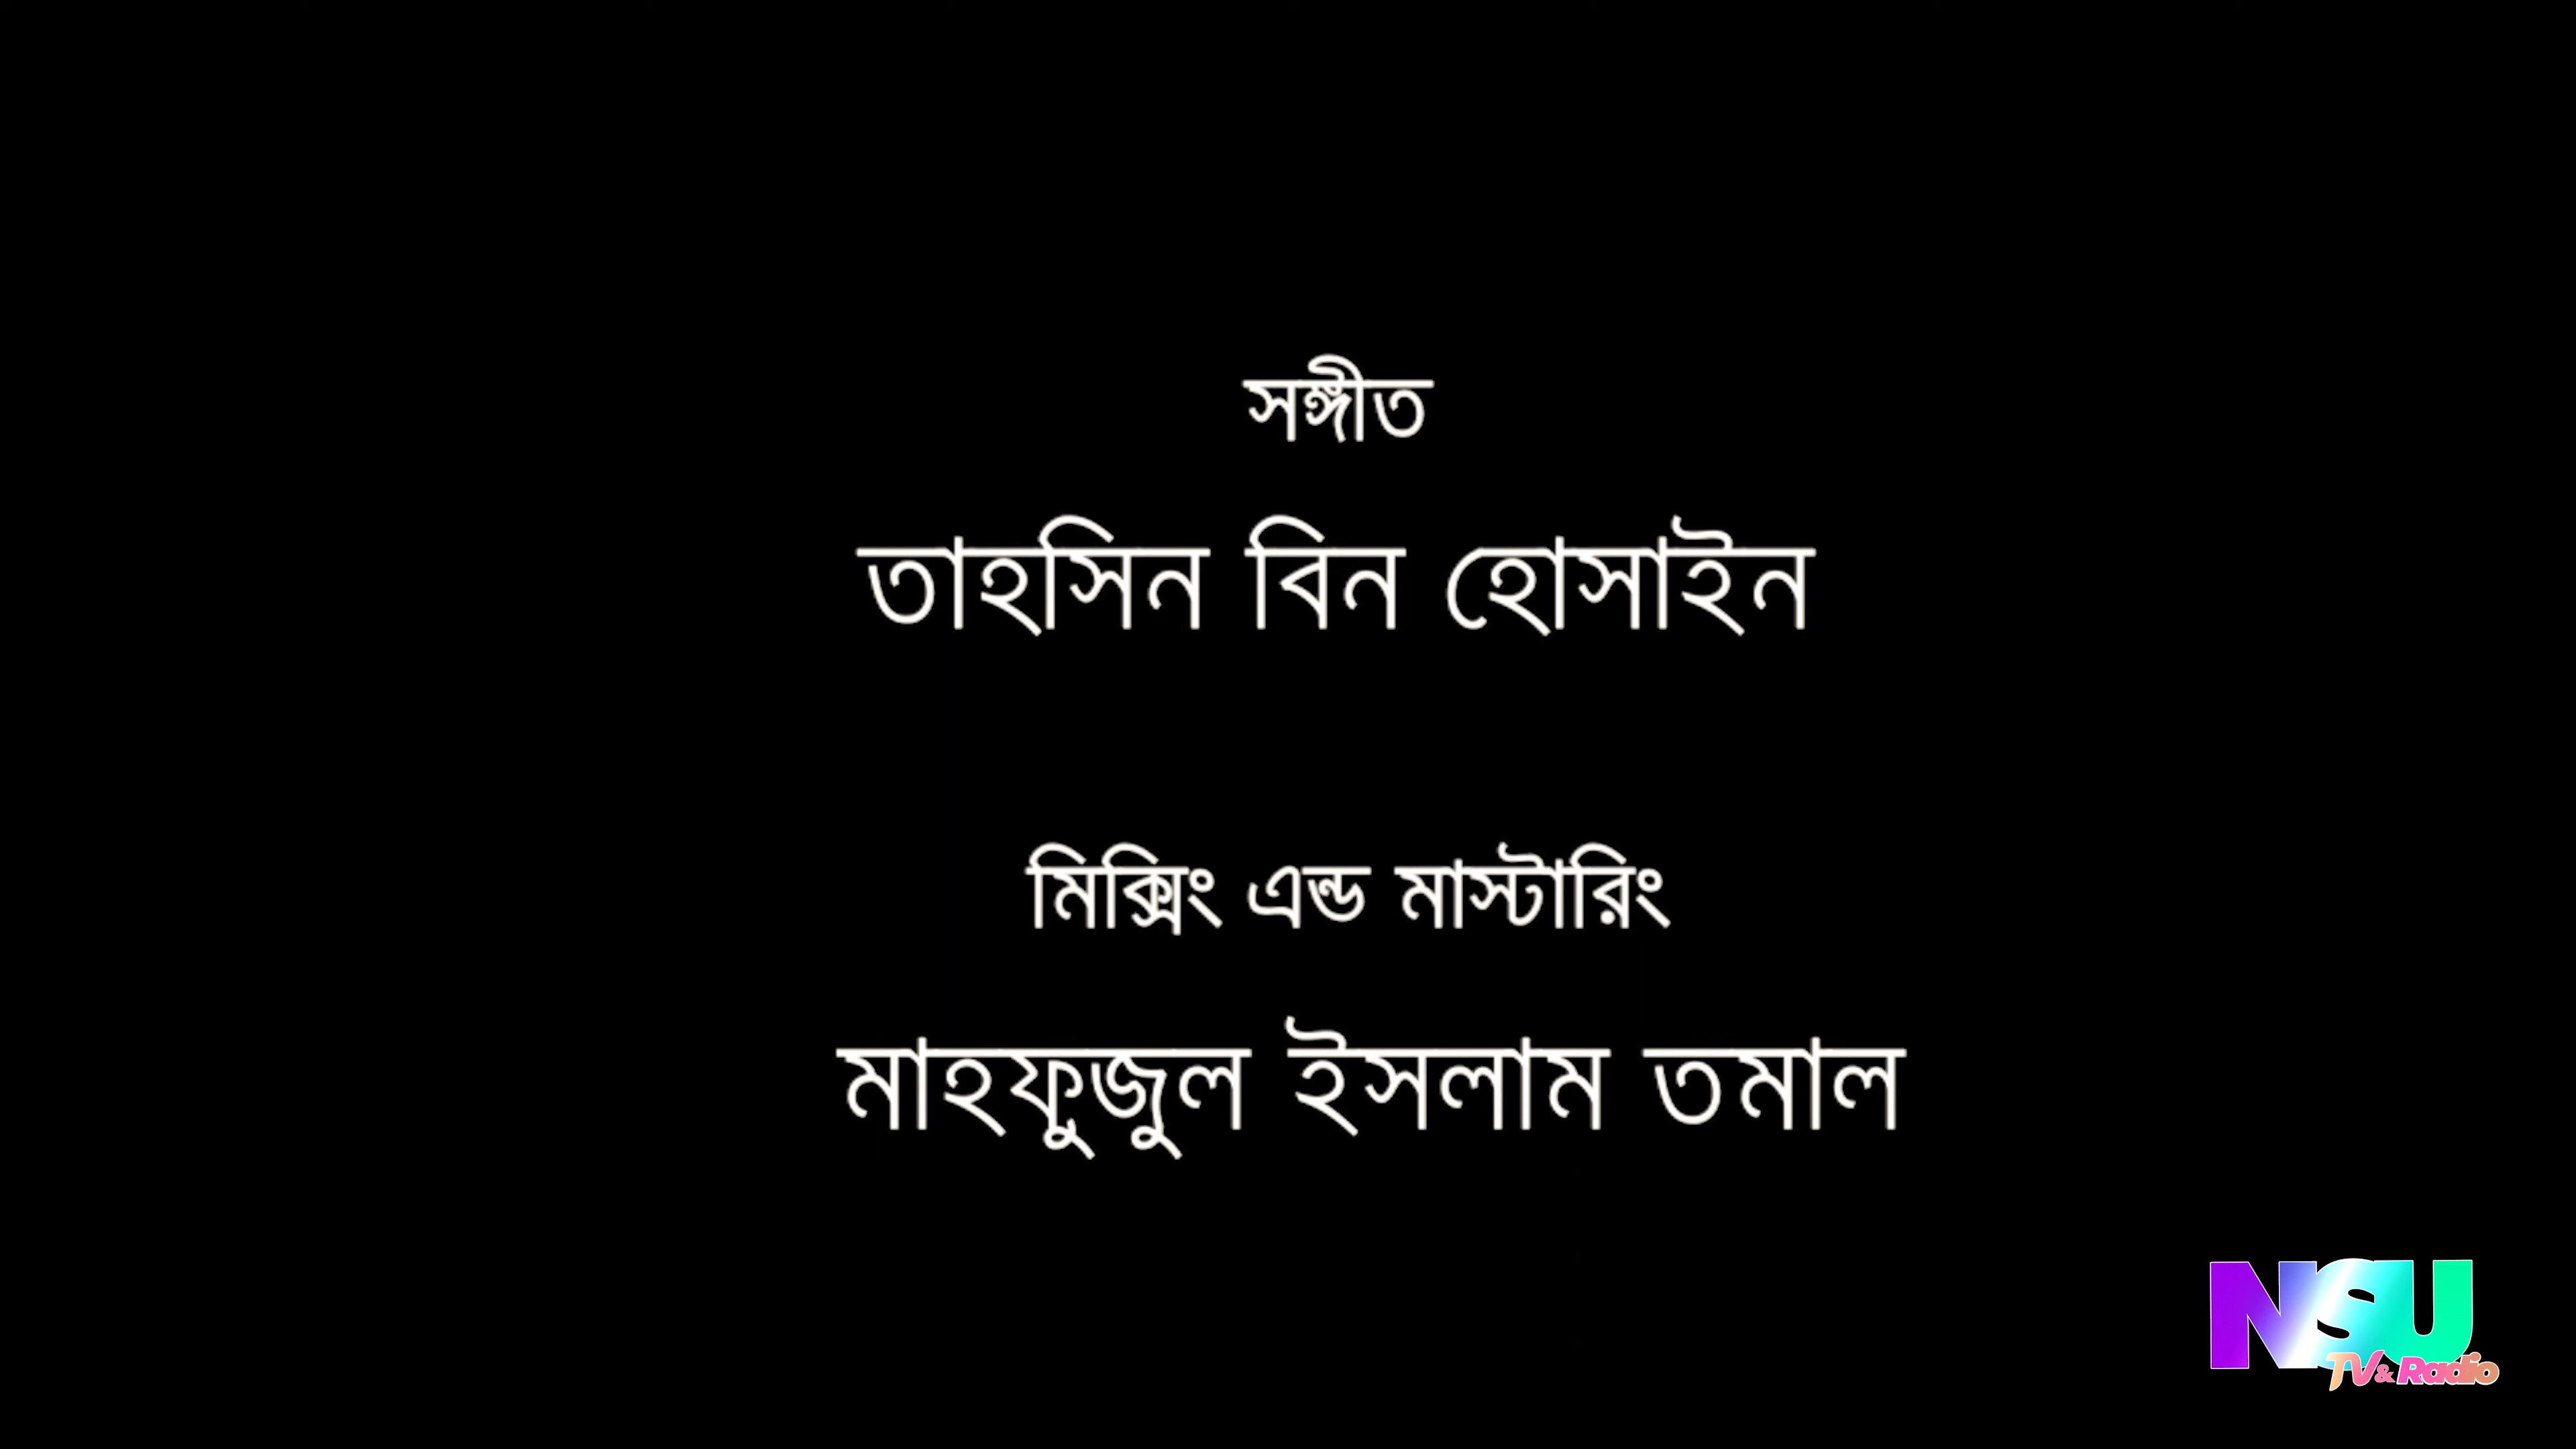 সঙ্গীত
তাহসিন বিন হোসাইন
মিক্সিং এন্ড মাস্টারিং
মাহফুজুল ইসলাম তমাল
NSU
TV & Radio